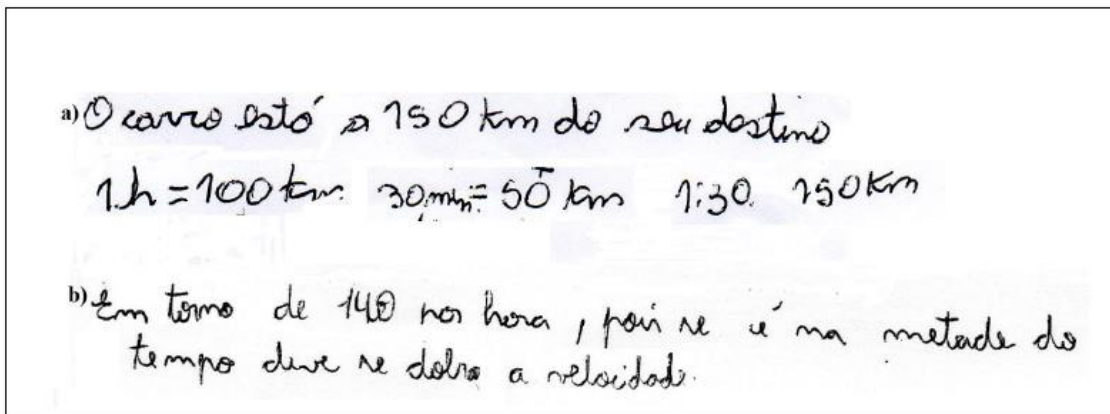 a) O carro está a 150 km do seu destino
1h = 100 km 30 min = 50 km 1:30 150 km
b) Em torno de 140 por hora, pois se é na metade do
tempo deve se dobra a velocidade.